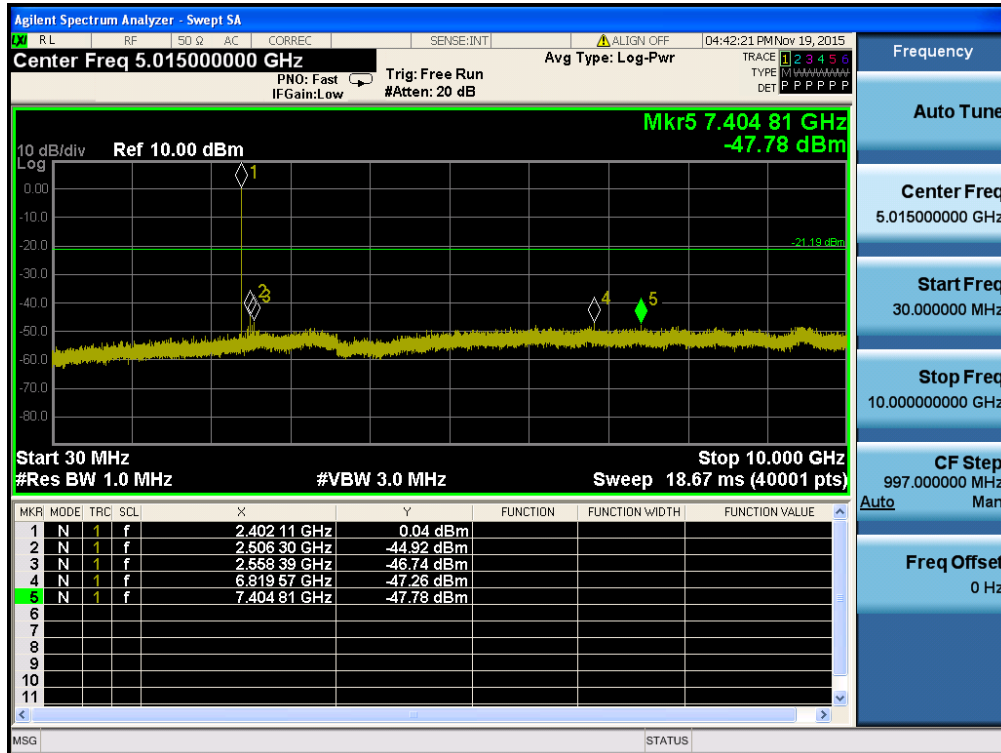 Agilent Spectrum Analyzer - Swept SA
LXI RL RF 50 Ω AC CORREC SENSE:INT ALIGN OFF 04:42:21 PM Nov 19, 2015
Center Freq 5.015000000 GHz
PNO: Fast
IFGain:Low
Trig: Free Run
#Atten: 20 dB
Avg Type: Log-Pwr
TRACE 1 2 3 4 5 6
TYPE M WWWWW
DET P P P P P P
Mkr5 7.404 81 GHz
-47.78 dBm
10 dB/div Ref 10.00 dBm
Log
0.00
-10.0
-20.0
-30.0
-40.0
-50.0
-60.0
-70.0
-80.0
1
2
3
4
5
-21.19 dBm
Start 30 MHz Stop 10.000 GHz
#Res BW 1.0 MHz #VBW 3.0 MHz Sweep 18.67 ms (40001 pts)
MKR MODE TRC SCL X Y FUNCTION FUNCTION WIDTH FUNCTION VALUE
1 N 1 f 2.402 11 GHz 0.04 dBm
2 N 1 f 2.506 30 GHz -44.92 dBm
3 N 1 f 2.558 39 GHz -46.74 dBm
4 N 1 f 6.819 57 GHz -47.26 dBm
5 N 1 f 7.404 81 GHz -47.78 dBm
6
7
8
9
10
11
MSG STATUS
Frequency
Auto Tune
Center Freq
5.015000000 GHz
Start Freq
30.000000 MHz
Stop Freq
10.000000000 GHz
CF Step
997.000000 MHz
Auto Man
Freq Offset
0 Hz